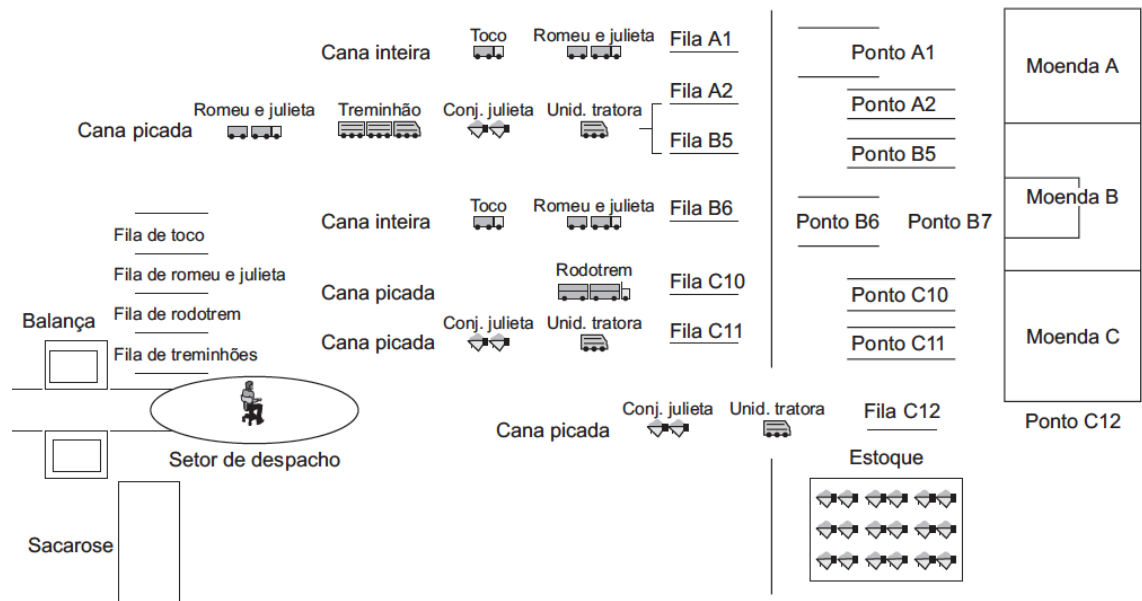 Cana inteira Toco Romeu e julieta Fila A1 Ponto A1 Moenda A
Cana picada Romeu e julieta Treminhão Conj. julieta Unid. tratora Fila A2 Ponto A2
Fila B5 Ponto B5
Cana inteira Toco Romeu e julieta Fila B6 Ponto B6 Ponto B7 Moenda B
Fila de toco
Fila de romeu e julieta
Fila de rodotrem
Fila de treminhões
Cana picada Rodotrem Fila C10 Ponto C10
Cana picada Conj. julieta Unid. tratora Fila C11 Ponto C11 Moenda C
Balança
Setor de despacho
Cana picada Conj. julieta Unid. tratora Fila C12 Ponto C12
Estoque
Sacarose